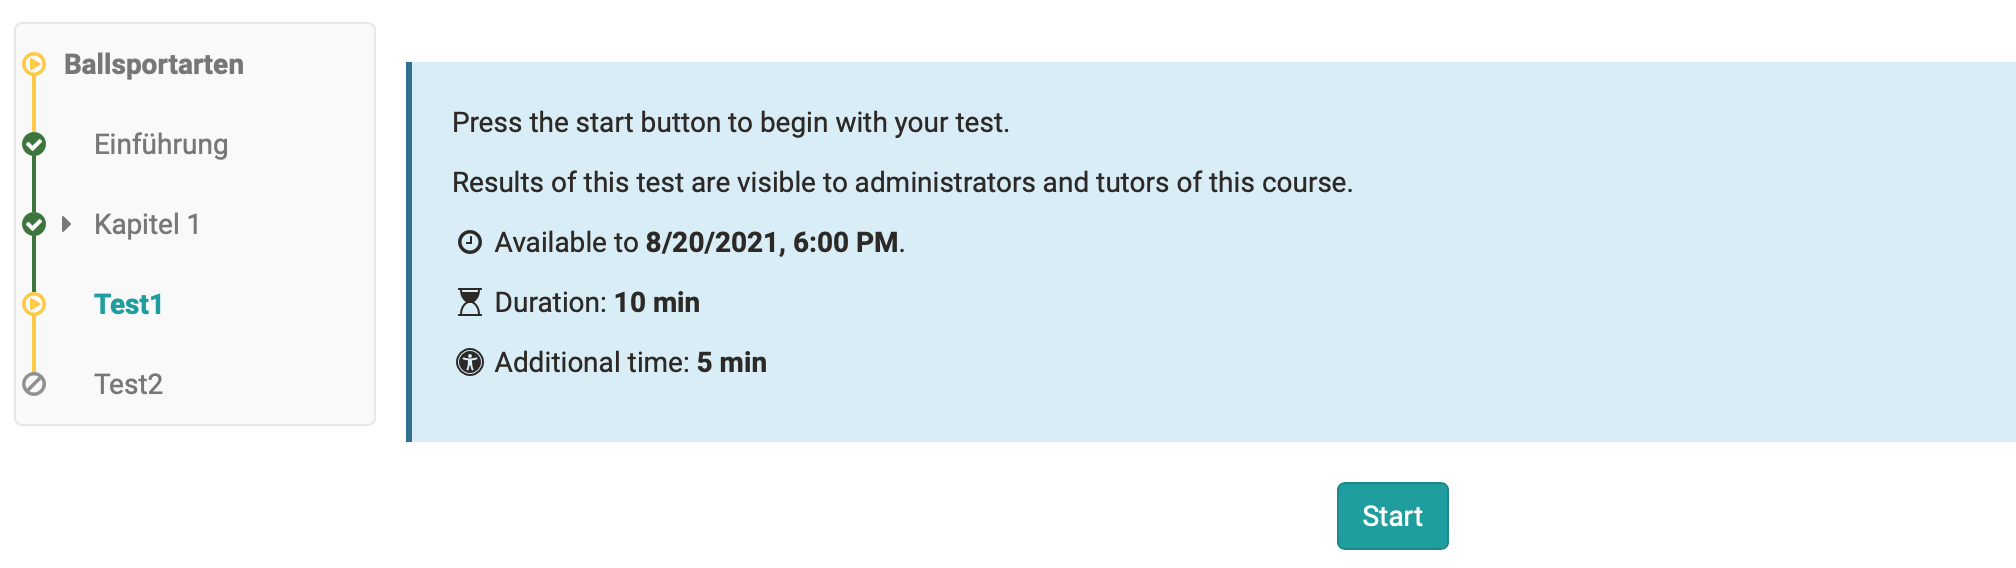 Ballsportarten
Einführung
Kapitel 1
Test1
Test2
Press the start button to begin with your test.
Results of this test are visible to administrators and tutors of this course.
Available to 8/20/2021, 6:00 PM.
Duration: 10 min
Additional time: 5 min
Start